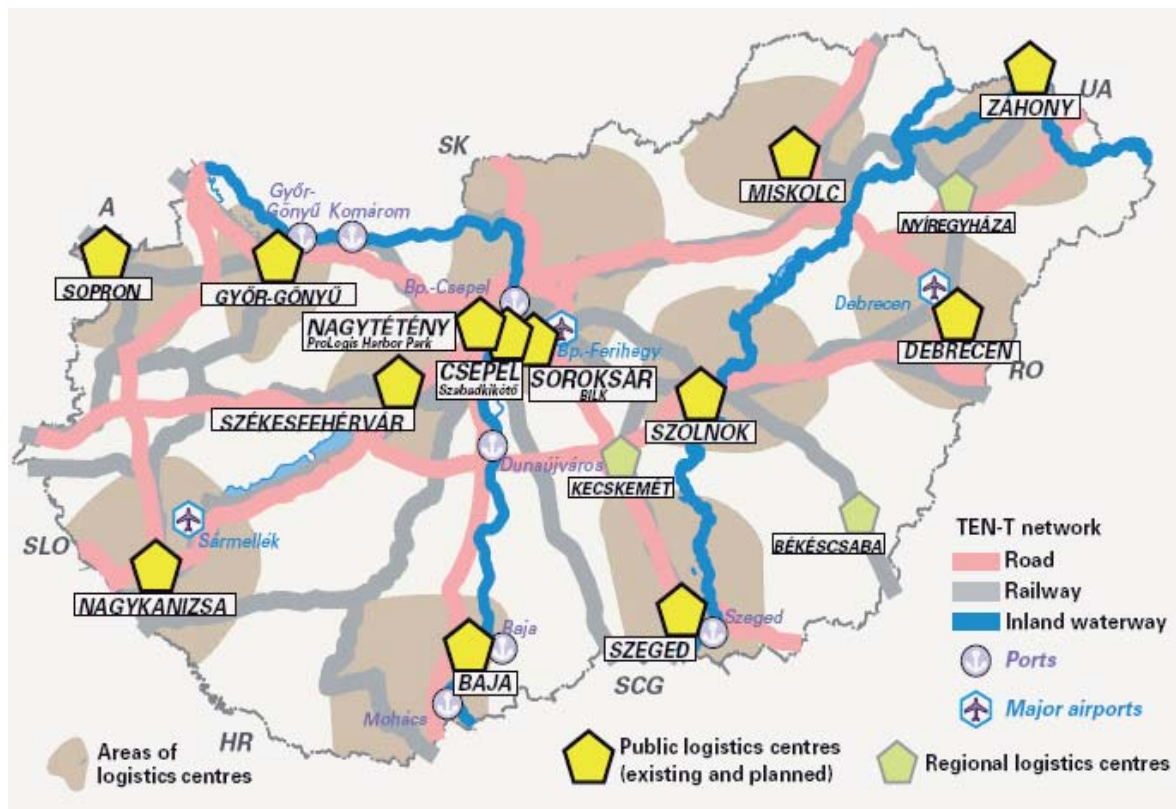 SK
ZÁHONY
UA
MISKOLC
Győr-
Gönyű Komárom
A
NYÍREGYHÁZA
SOPRON
GYŐR-GÖNYŰ
Bp.-Csepel
Debrecen
NAGYTÉTÉNY
ProLogis Harbor Park
Bp.-Ferihegy
DEBRECEN
CSEPEL
Szabadkikötő
SOROKSÁR
BILK
RO
SZÉKESFEHÉRVÁR
SZOLNOK
Dunaújváros
KECSKEMÉT
SLO
Sármellék
BÉKÉSCSABA
NAGYKANIZSA
Baja
Szeged
SZEGED
BAJA
SCG
Mohács
HR
TEN-T network
Road
Railway
Inland waterway
Ports
Major airports
Areas of
logistics centres
Public logistics centres
(existing and planned)
Regional logistics centres